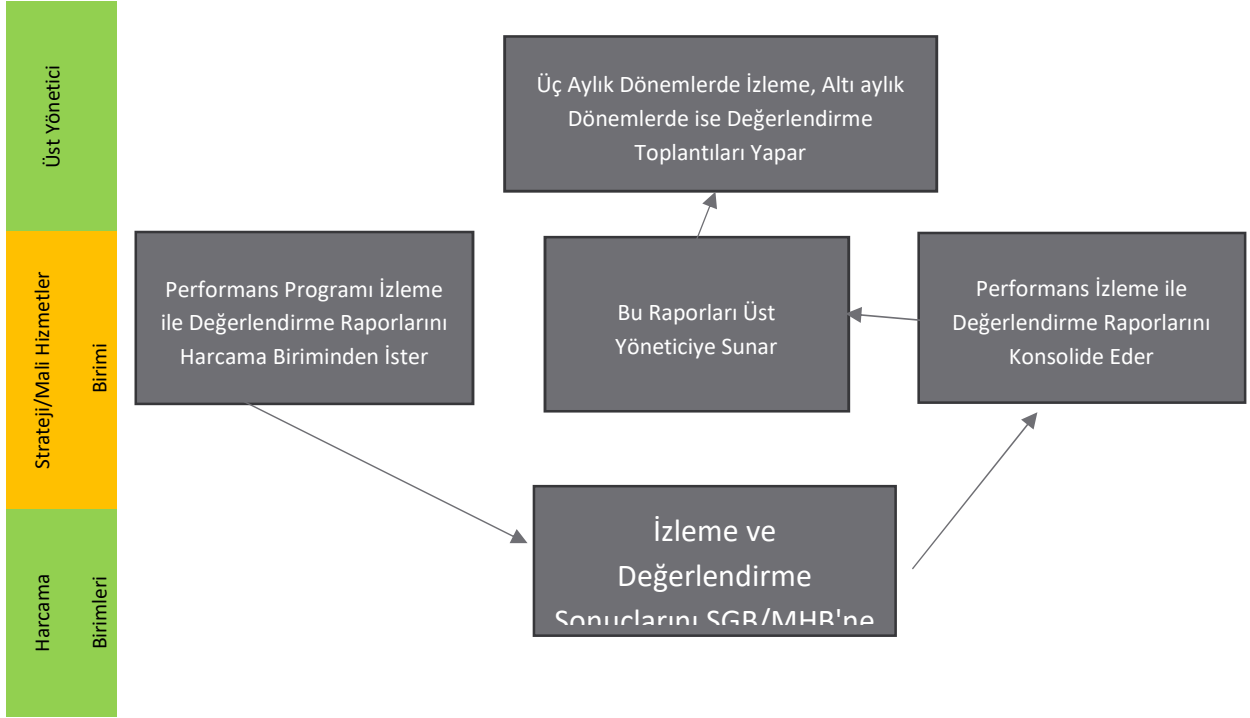 Üst Yönetici
Üç Aylık Dönemlerde İzleme, Altı aylık
Dönemlerde ise Değerlendirme
Toplantıları Yapar
Strateji/Mali Hizmetler
Birimi
Performans Programı İzleme
ile Değerlendirme Raporlarını
Harcama Biriminden İster
Bu Raporları Üst
Yöneticiye Sunar
Performans İzleme ile
Değerlendirme Raporlarını
Konsolide Eder
Harcama
Birimleri
İzleme ve
Değerlendirme
Sonuçlarını SGB/MHB'ne